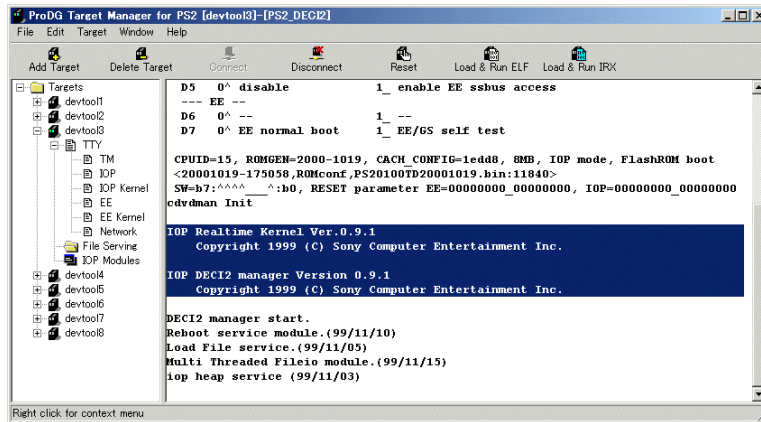 ProDG Target Manager for PS2 [devtool3]-[PS2_DECI2]
File Edit Target Window Help
Add Target Delete Target Connect Disconnect Reset Load & Run ELF Load & Run IRX
Targets
devtool1
devtool2
devtool3
TTY
TM
IOP
IOP Kernel
EE
EE Kernel
Network
File Serving
IOP Modules
devtool4
devtool5
devtool6
devtool7
devtool8
D5 0^ disable 1_ enable EE ssbus access
--- EE --
D6 0^ -- 1_ --
D7 0^ EE normal boot 1_ EE/GS self test
CPUID=15, ROMGEN=2000-1019, CACH_CONFIG=1edd8, 8MB, IOP mode, FlashROM boot
<20001019-175058,ROMconf,PS20100TD20001019.bin:11840>
SW=b7:^^^^___^:b0, RESET parameter EE=00000000_00000000, IOP=00000000_00000000
cdvdman Init
IOP Realtime Kernel Ver.0.9.1
Copyright 1999 (C) Sony Computer Entertainment Inc.
IOP DECI2 manager Version 0.9.1
Copyright 1999 (C) Sony Computer Entertainment Inc.
DECI2 manager start.
Reboot service module.(99/11/10)
Load File service.(99/11/05)
Multi Threaded Fileio module.(99/11/15)
iop heap service (99/11/03)
Right click for context menu